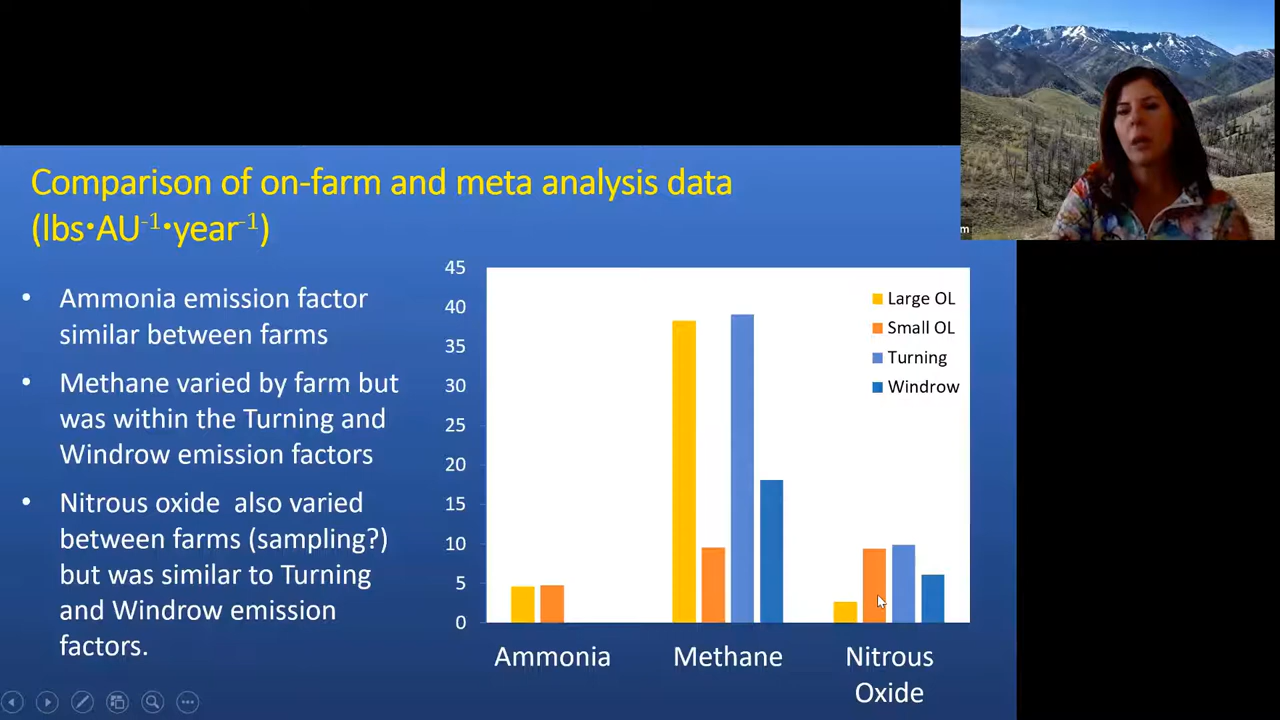 Comparison of on-farm and meta analysis data
(lbs·AU-1·year-1)
• Ammonia emission factor
similar between farms
• Methane varied by farm but
was within the Turning and
Windrow emission factors
• Nitrous oxide also varied
between farms (sampling?)
but was similar to Turning
and Windrow emission
factors.
45
40
35
30
25
20
15
10
5
0
Large OL
Small OL
Turning
Windrow
Ammonia
Methane
Nitrous
Oxide
m